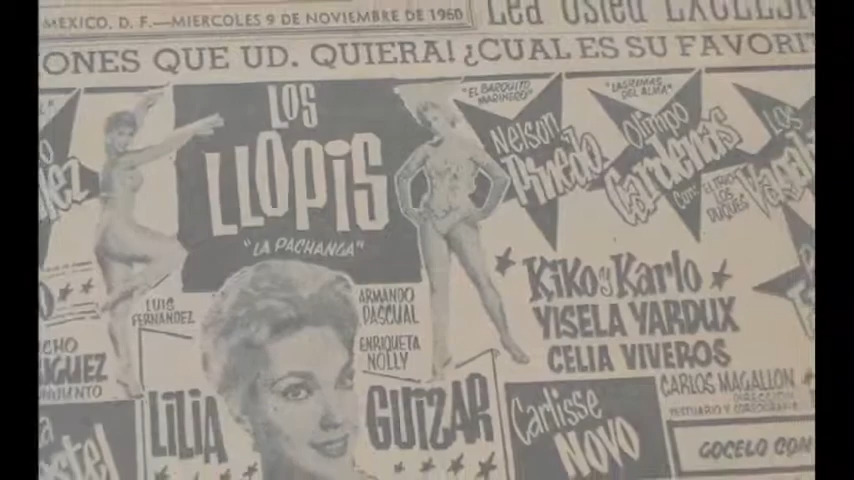 MEXICO, D. F.—MIERCOLES 9 DE NOVIEMBRE DE 1960
Lea Usted
ONES QUE UD. QUIERA! ¿CUAL ES SU FAVORIT
LOS
LLOPIS
"LA PACHANGA"
"EL BARQUITO
MARINERO"
Nelson
Pinedo
"LAGRIMAS
DEL ALMA"
Olimpo
Cardenas
Con EL TRIO
LOS
DUQUES
LOS
LUIS
FERNANDEZ
ARMANDO
PASCUAL
ENRIQUETA
NOLLY
LILIA
GUIZAR
Kiko y Karlo
YISELA YARDUX
CELIA VIVEROS
CARLOS MAGALLON
DIRECCION
VESTUARIO Y COREOGRAFIA
Carlisse
NOVO
GOCELO CON